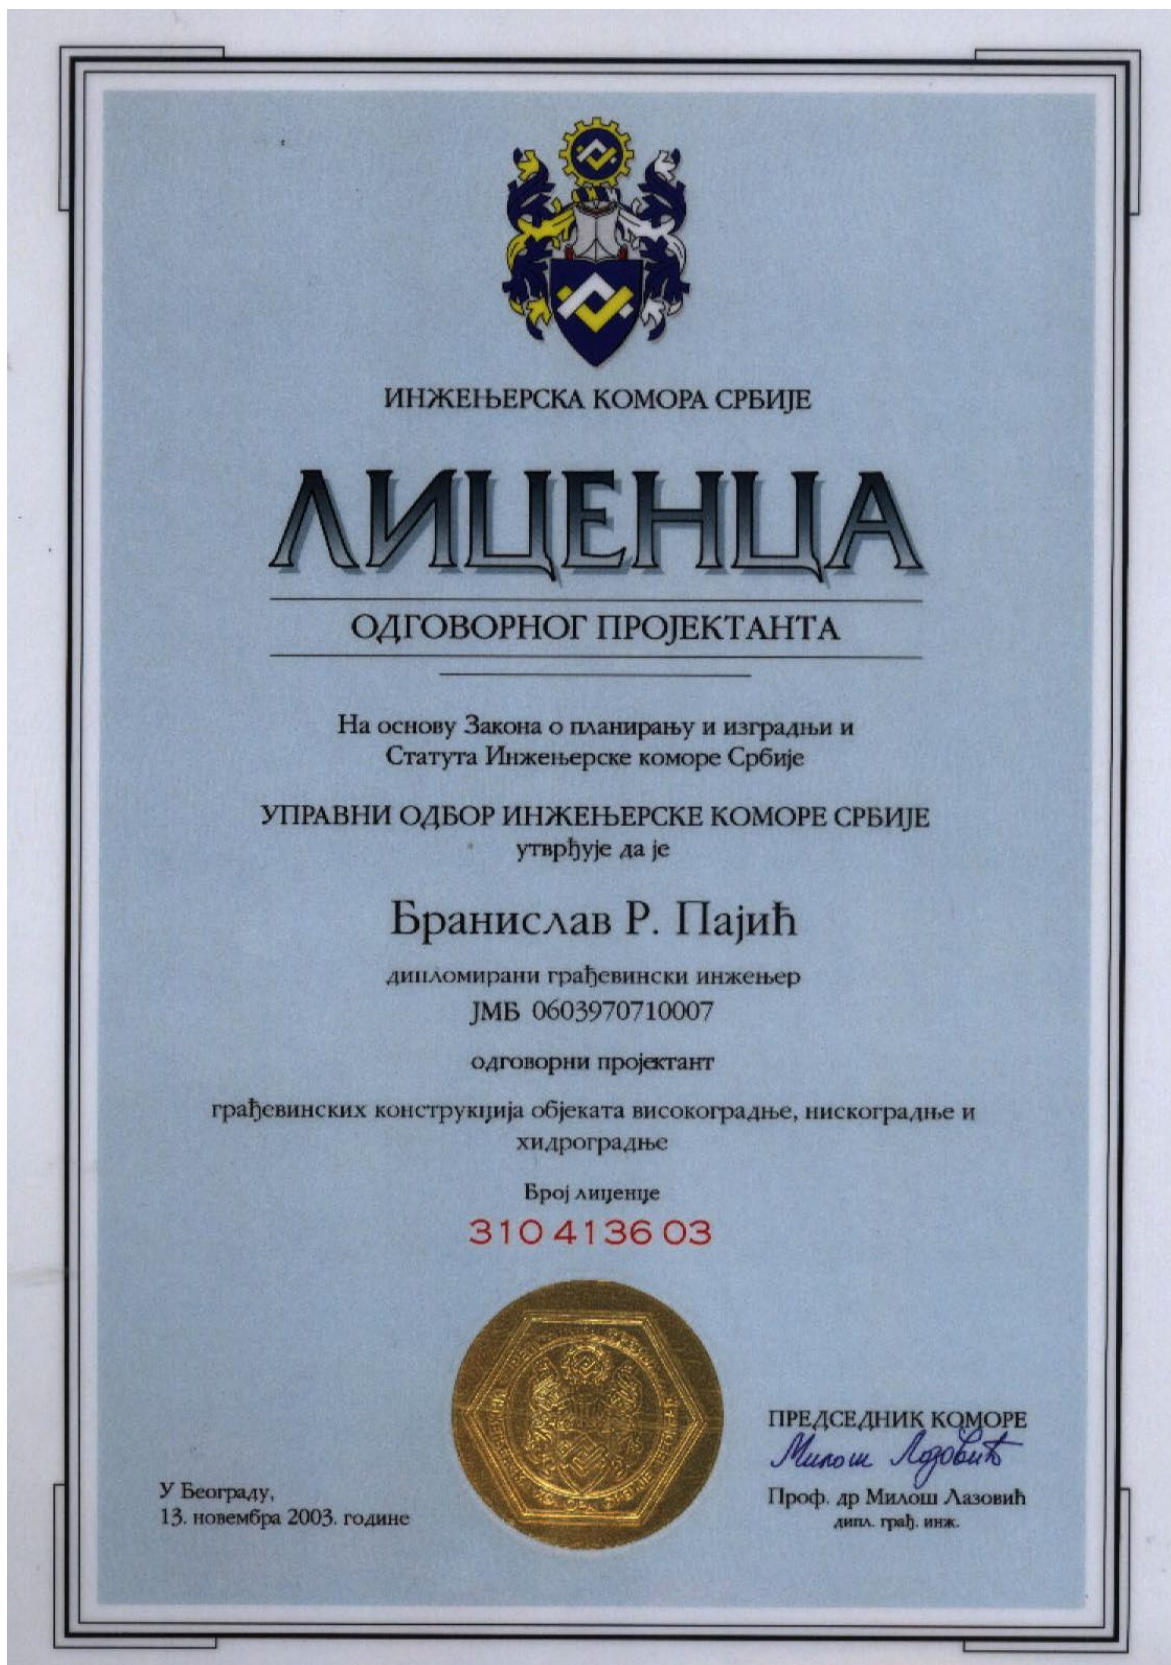 ИНЖЕЊЕРСКА КОМОРА СРБИЈЕ
ЛИЦЕНЦА
ОДГОВОРНОГ ПРОЈЕКТАНТА
На основу Закона о планирању и изградњи и
Статута Инжењерске коморе Србије
УПРАВНИ ОДБОР ИНЖЕЊЕРСКЕ КОМОРЕ СРБИЈЕ
утврђује да је
Бранислав Р. Пајић
дипломирани грађевински инжењер
ЈМБ 0603970710007
одговорни пројектант
грађевинских конструкција објеката високоградње, нискоградње и
хидроградње
Број лиценце
310 4136 03
ПРЕДСЕДНИК КОМОРЕ
Милош Лазовић
Проф. др Милош Лазовић
дипл. грађ. инж.
У Београду,
13. новембра 2003. године